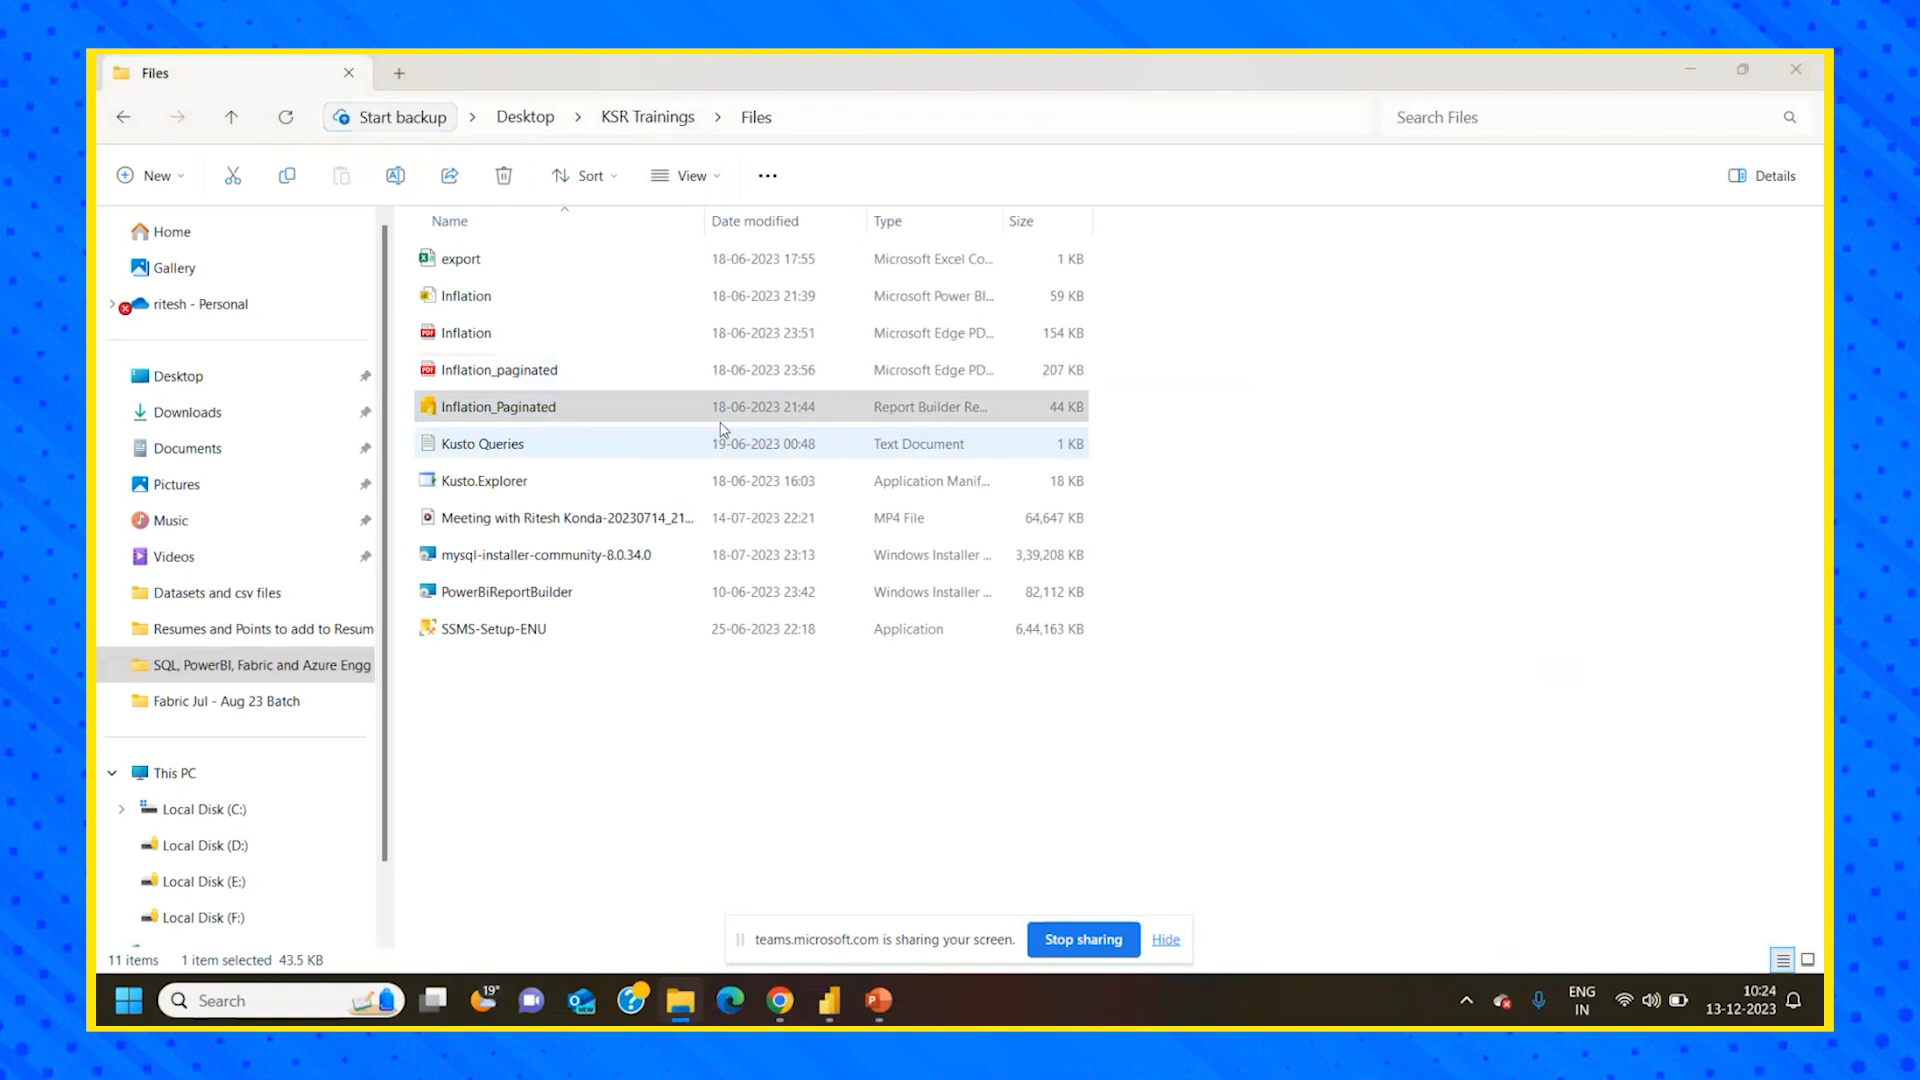 Files
Start backup > Desktop > KSR Trainings > Files
Search Files
New Sort View ... Details
Name Date modified Type Size
export 18-06-2023 17:55 Microsoft Excel Co... 1 KB
Inflation 18-06-2023 21:39 Microsoft Power BI... 59 KB
Inflation 18-06-2023 23:51 Microsoft Edge PD... 154 KB
Inflation_paginated 18-06-2023 23:56 Microsoft Edge PD... 207 KB
Inflation_Paginated 18-06-2023 21:44 Report Builder Re... 44 KB
Kusto Queries 19-06-2023 00:48 Text Document 1 KB
Kusto.Explorer 18-06-2023 16:03 Application Manif... 18 KB
Meeting with Ritesh Konda-20230714_21... 14-07-2023 22:21 MP4 File 64,647 KB
mysql-installer-community-8.0.34.0 18-07-2023 23:13 Windows Installer ... 3,39,208 KB
PowerBiReportBuilder 10-06-2023 23:42 Windows Installer ... 82,112 KB
SSMS-Setup-ENU 25-06-2023 22:18 Application 6,44,163 KB
Home
Gallery
ritesh - Personal
Desktop
Downloads
Documents
Pictures
Music
Videos
Datasets and csv files
Resumes and Points to add to Resum
SQL, PowerBI, Fabric and Azure Engg
Fabric Jul - Aug 23 Batch
This PC
Local Disk (C:)
Local Disk (D:)
Local Disk (E:)
Local Disk (F:)
teams.microsoft.com is sharing your screen. Stop sharing Hide
11 items 1 item selected 43.5 KB
Search
19°
NEW
ENG
IN
10:24
13-12-2023